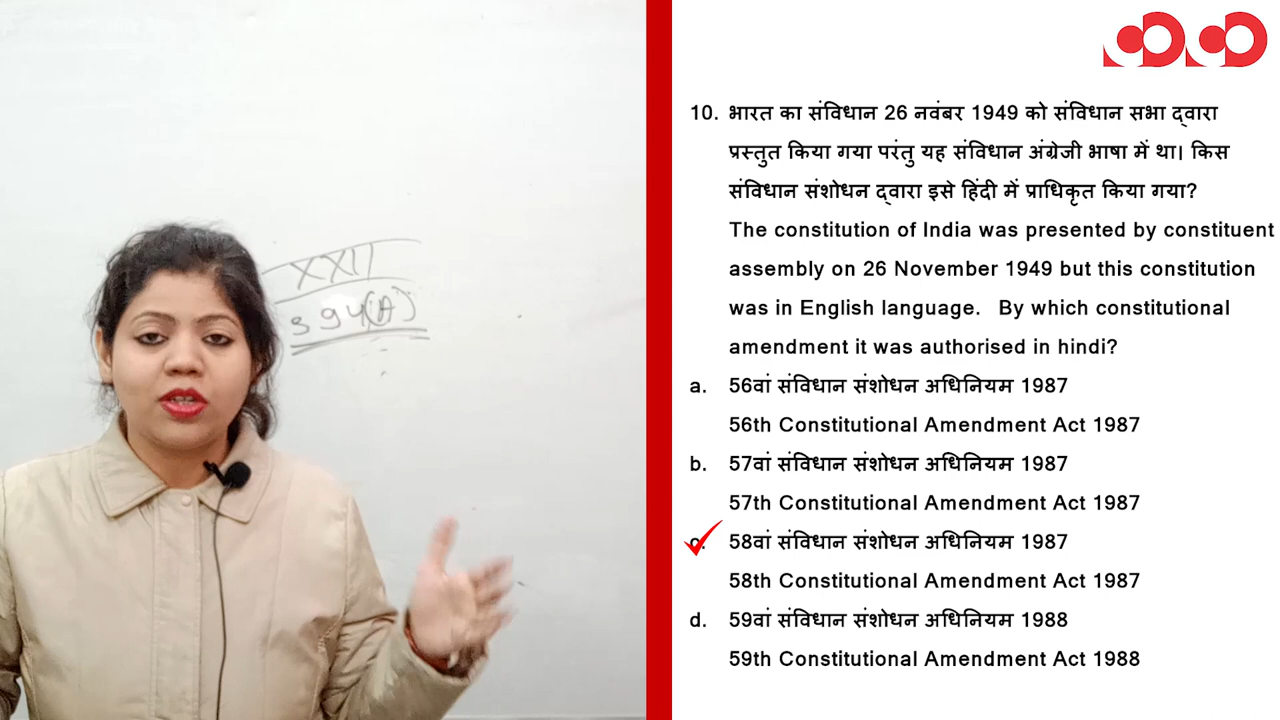 XXII
394(A)
10. भारत का संविधान 26 नवंबर 1949 को संविधान सभा द्वारा
प्रस्तुत किया गया परंतु यह संविधान अंग्रेजी भाषा में था। किस
संविधान संशोधन द्वारा इसे हिंदी में प्राधिकृत किया गया?
The constitution of India was presented by constituent
assembly on 26 November 1949 but this constitution
was in English language. By which constitutional
amendment it was authorised in hindi?
a. 56वां संविधान संशोधन अधिनियम 1987
56th Constitutional Amendment Act 1987
b. 57वां संविधान संशोधन अधिनियम 1987
57th Constitutional Amendment Act 1987
c. 58वां संविधान संशोधन अधिनियम 1987
58th Constitutional Amendment Act 1987
d. 59वां संविधान संशोधन अधिनियम 1988
59th Constitutional Amendment Act 1988